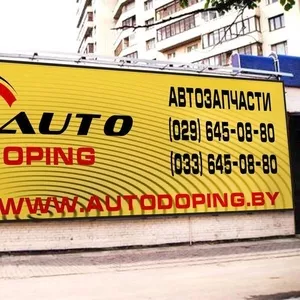 AUTO
DOPING
АВТОЗАПЧАСТИ
(029) 645-08-80
(033) 645-08-80
WWW.AUTODOPING.BY